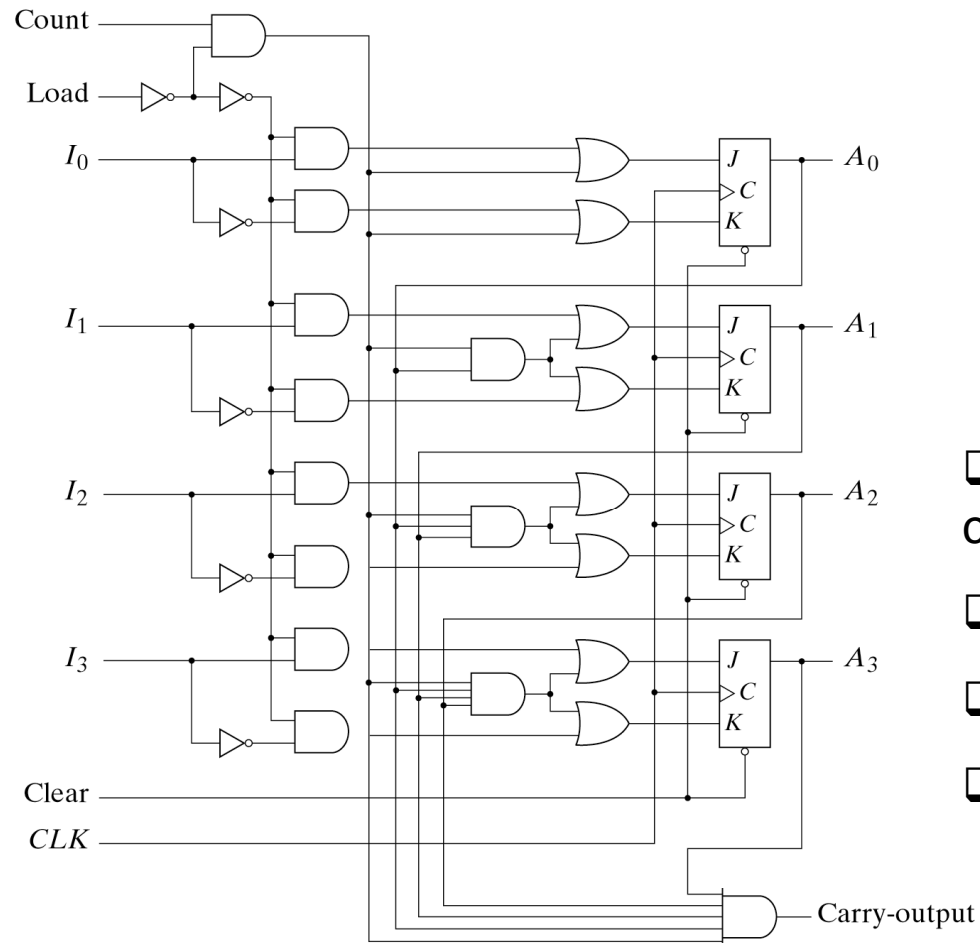 Count
Load
I₀
J
A₀
C
K
I₁
J
A₁
C
K
I₂
J
A₂
C
K
I₃
J
A₃
C
K
Clear
CLK
Carry-output